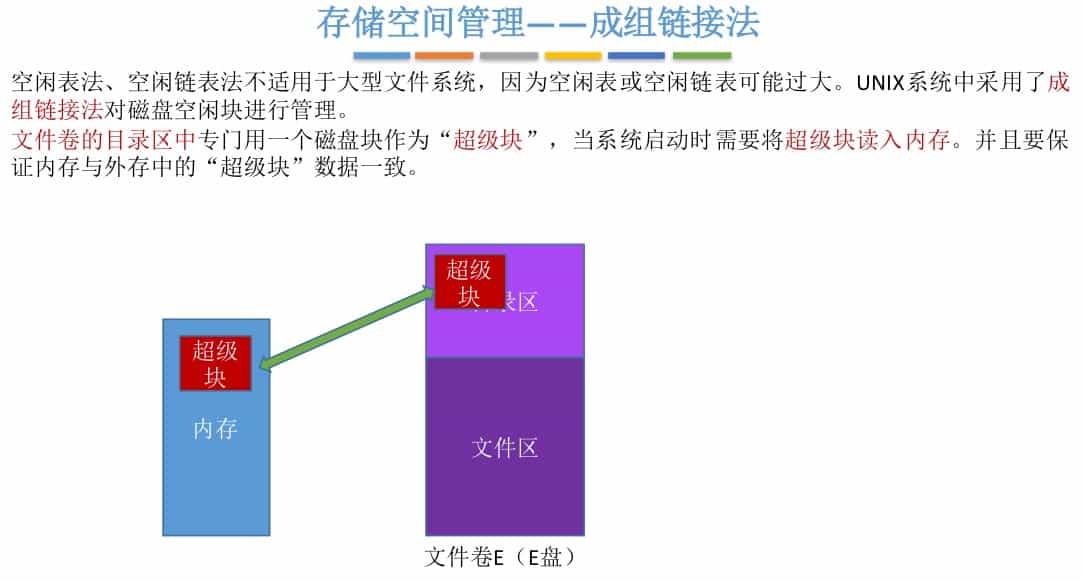 存储空间管理——成组链接法
空闲表法、空闲链表法不适用于大型文件系统，因为空闲表或空闲链表可能过大。UNIX系统中采用了成
组链接法对磁盘空闲块进行管理。
文件卷的目录区中专门用一个磁盘块作为“超级块”，当系统启动时需要将超级块读入内存。并且要保
证内存与外存中的“超级块”数据一致。
超级
块
录区
超级
块
内存
文件区
文件卷E（E盘）